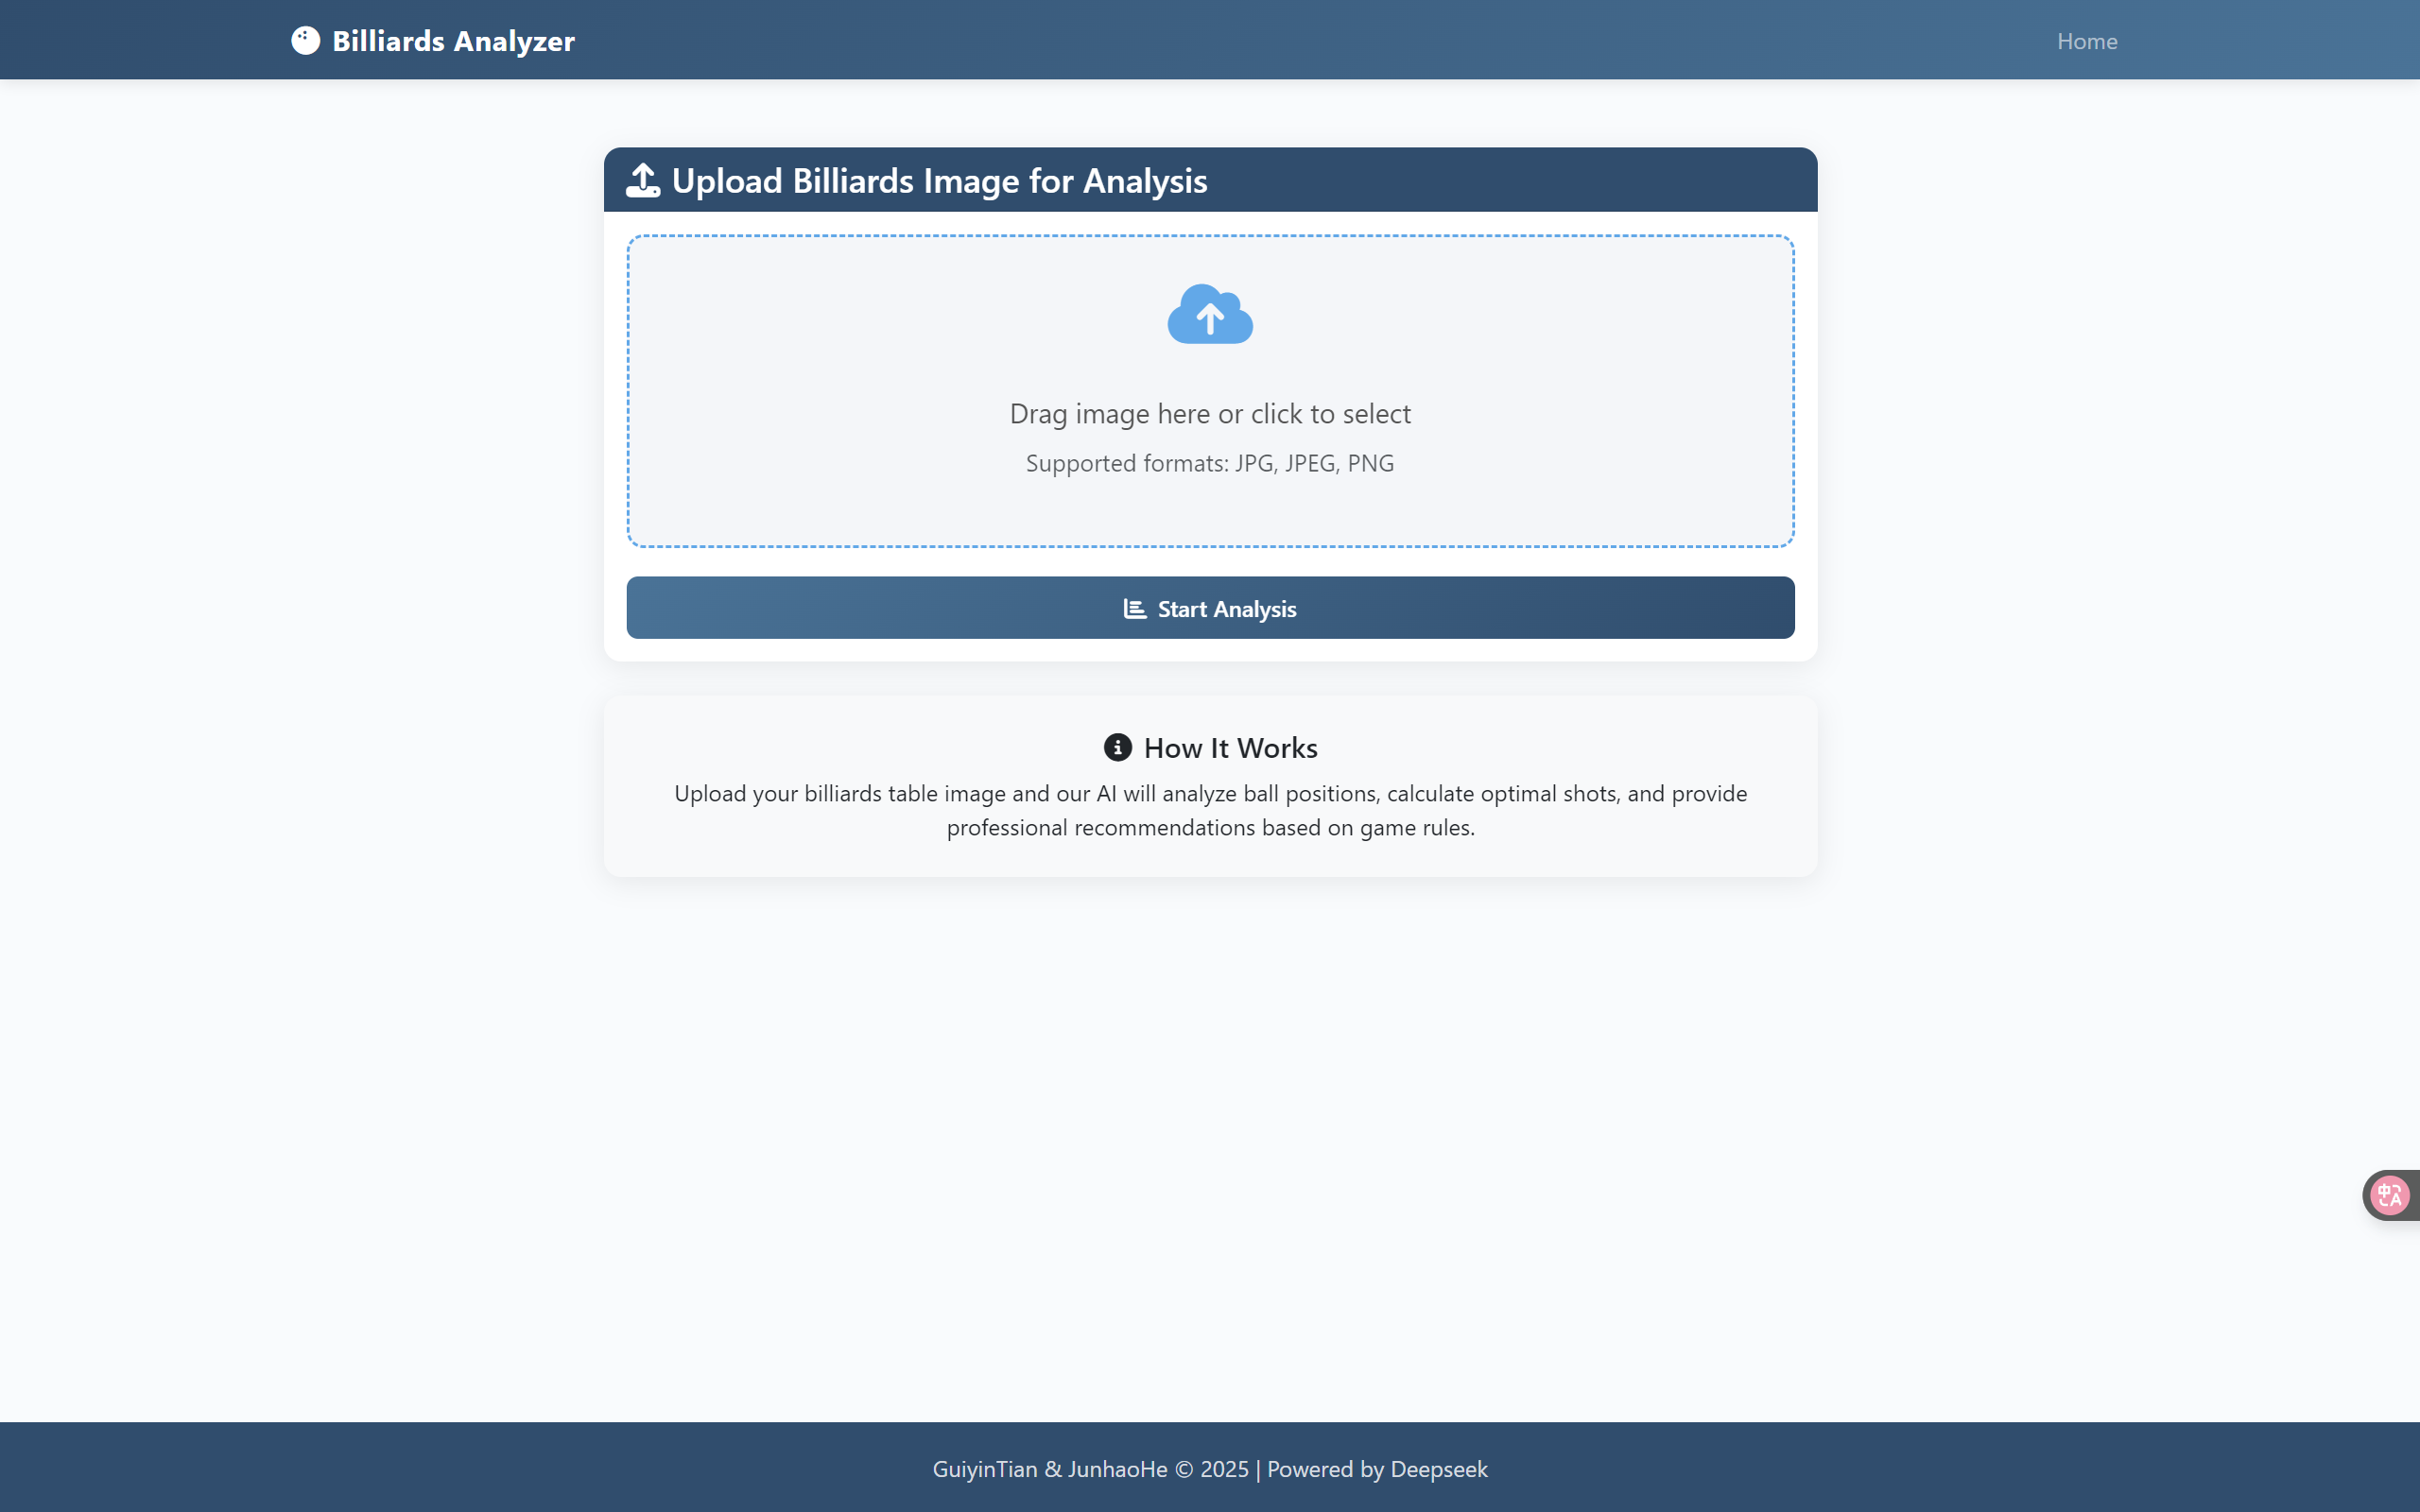 Billiards Analyzer
Home
Upload Billiards Image for Analysis
Drag image here or click to select
Supported formats: JPG, JPEG, PNG
Start Analysis
How It Works
Upload your billiards table image and our AI will analyze ball positions, calculate optimal shots, and provide
professional recommendations based on game rules.
中A
GuiyinTian & JunhaoHe © 2025 | Powered by Deepseek